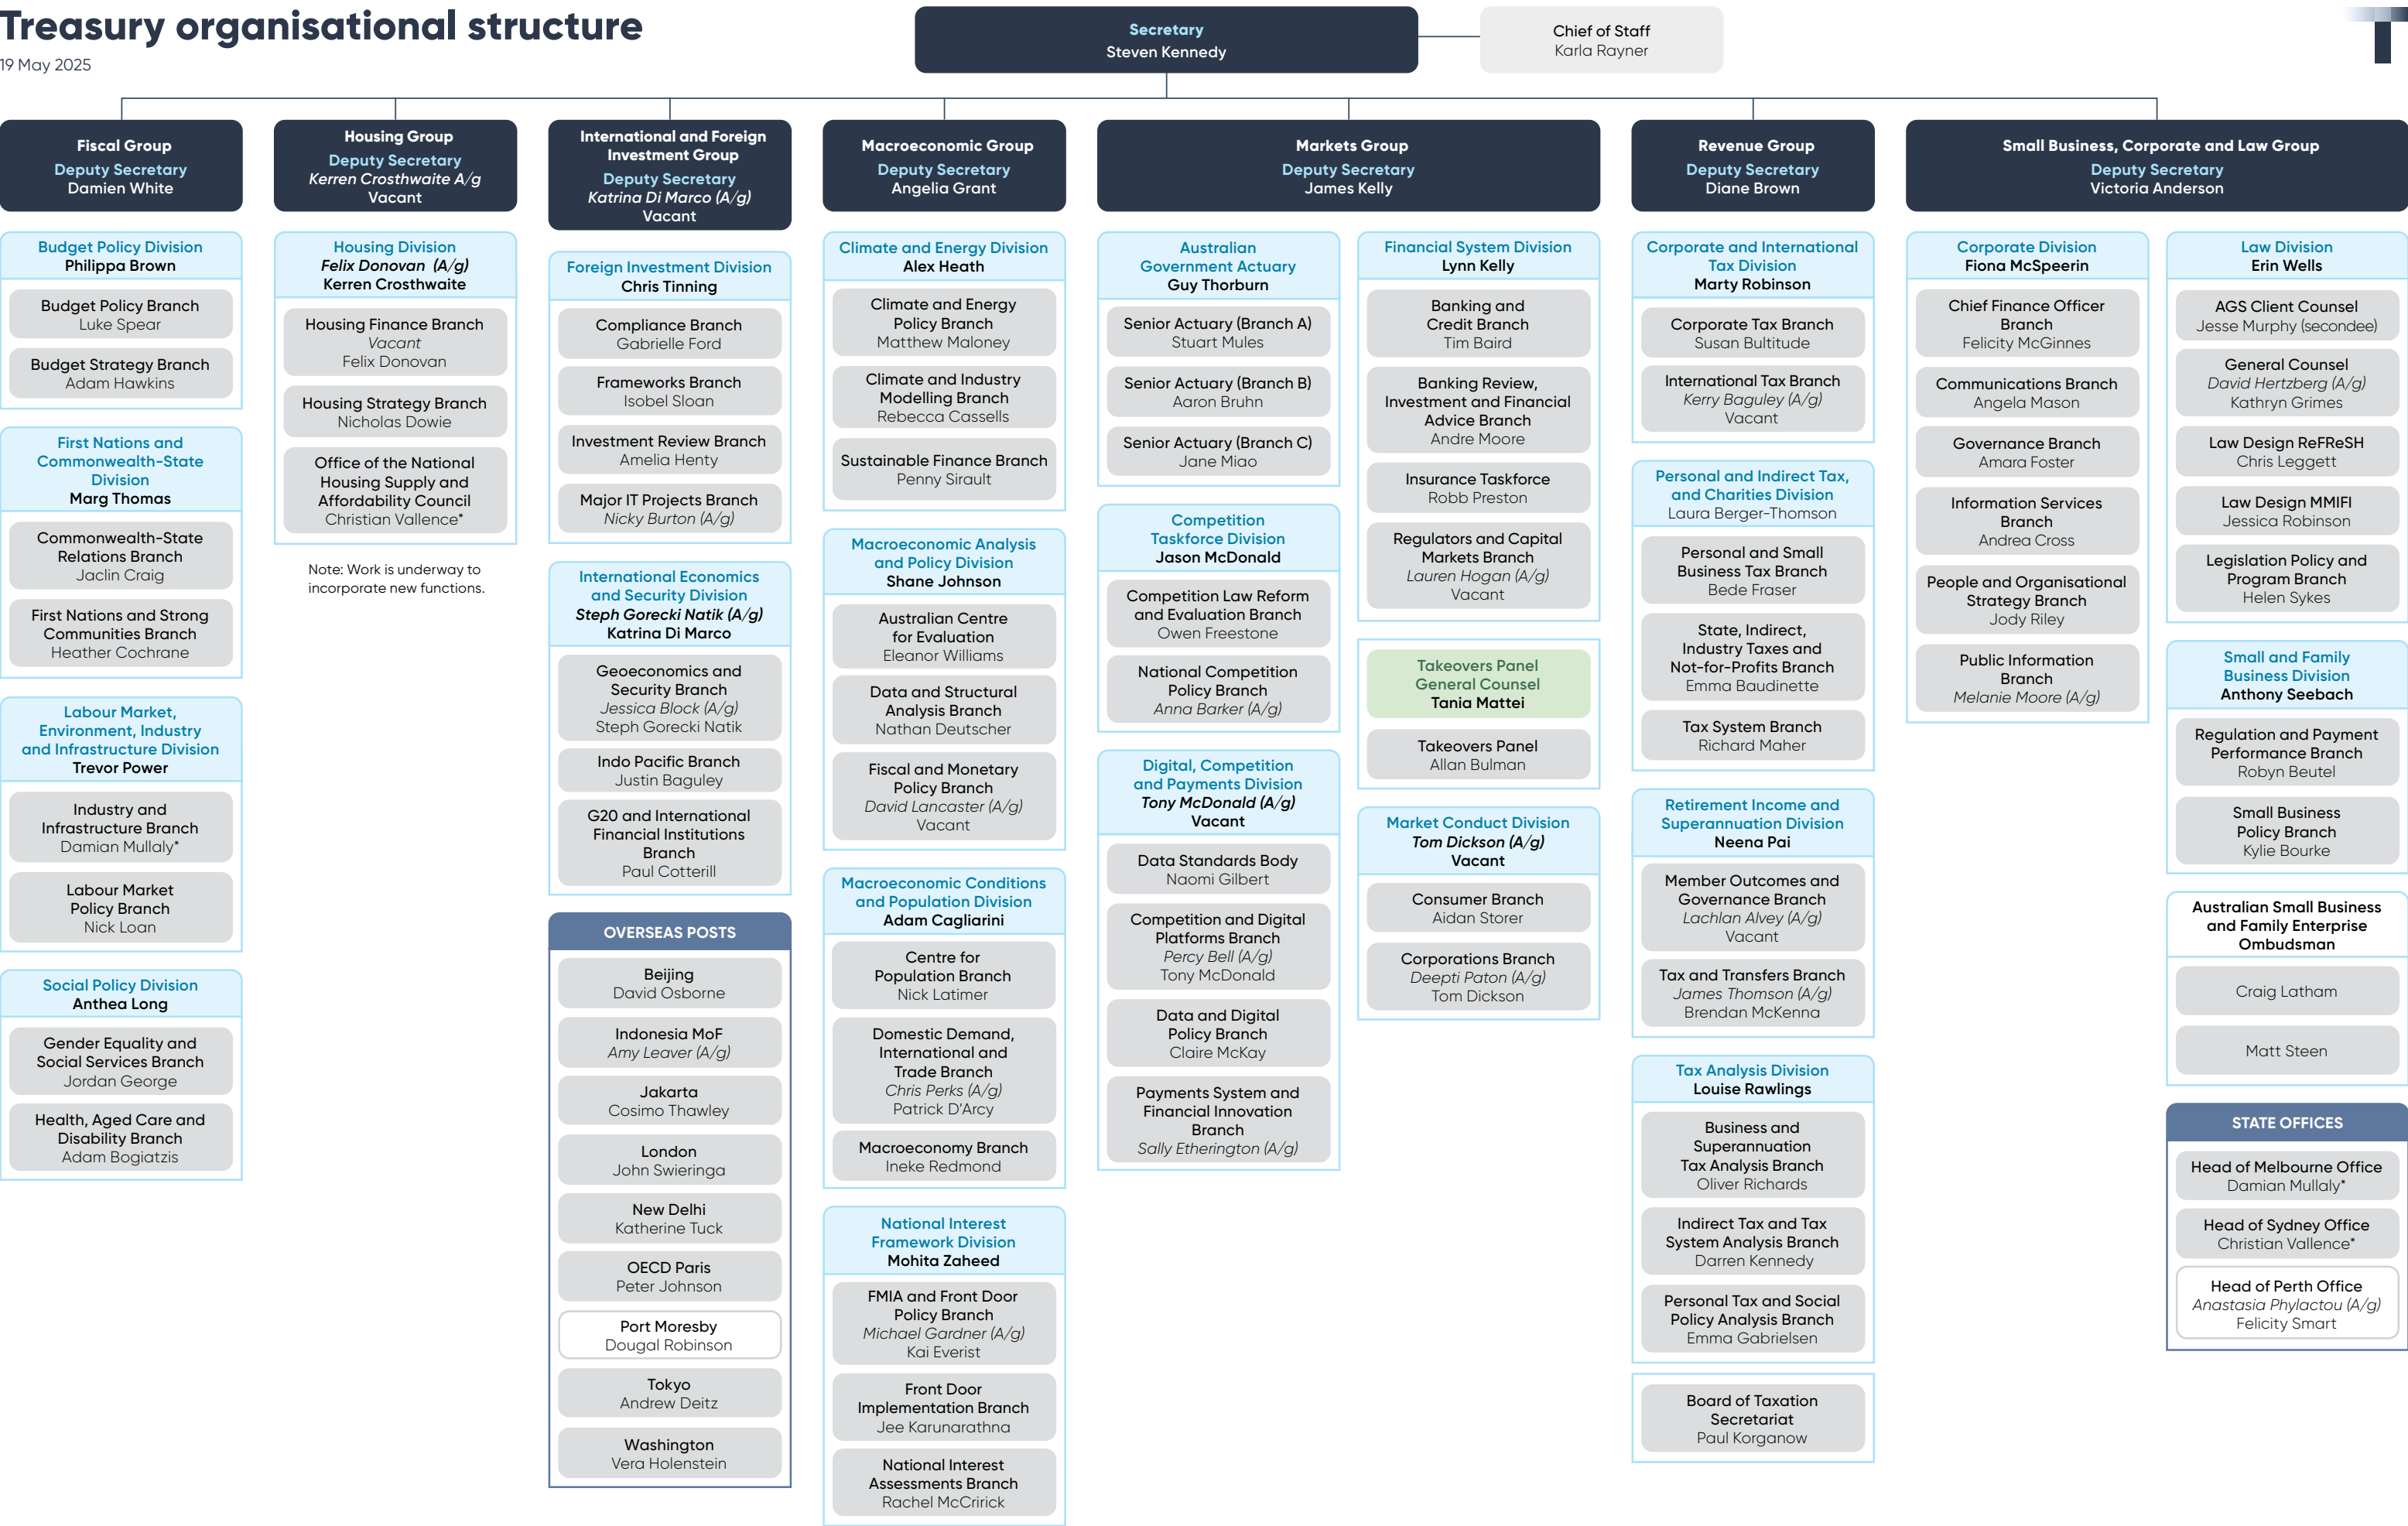 Treasury organisational structure
19 May 2025
Secretary
Steven Kennedy
Chief of Staff
Karla Rayner
Fiscal Group
Deputy Secretary
Damien White
Budget Policy Division
Philippa Brown
Budget Policy Branch
Luke Spear
Budget Strategy Branch
Adam Hawkins
First Nations and
Commonwealth-State
Division
Marg Thomas
Commonwealth-State
Relations Branch
Jaclin Craig
First Nations and Strong
Communities Branch
Heather Cochrane
Labour Market,
Environment, Industry
and Infrastructure Division
Trevor Power
Industry and
Infrastructure Branch
Damian Mullaly*
Labour Market
Policy Branch
Nick Loan
Social Policy Division
Anthea Long
Gender Equality and
Social Services Branch
Jordan George
Health, Aged Care and
Disability Branch
Adam Bogiatzis
Housing Group
Deputy Secretary
Kerren Crosthwaite A/g
Vacant
Housing Division
Felix Donovan (A/g)
Kerren Crosthwaite
Housing Finance Branch
Vacant
Felix Donovan
Housing Strategy Branch
Nicholas Dowie
Office of the National
Housing Supply and
Affordability Council
Christian Vallence*
Note: Work is underway to
incorporate new functions.
International and Foreign
Investment Group
Deputy Secretary
Katrina Di Marco (A/g)
Vacant
Foreign Investment Division
Chris Tinning
Compliance Branch
Gabrielle Ford
Frameworks Branch
Isobel Sloan
Investment Review Branch
Amelia Henty
Major IT Projects Branch
Nicky Burton (A/g)
International Economics
and Security Division
Steph Gorecki Natik (A/g)
Katrina Di Marco
Geoeconomics and
Security Branch
Jessica Block (A/g)
Steph Gorecki Natik
Indo Pacific Branch
Justin Baguley
G20 and International
Financial Institutions
Branch
Paul Cotterill
OVERSEAS POSTS
Beijing
David Osborne
Indonesia MoF
Amy Leaver (A/g)
Jakarta
Cosimo Thawley
London
John Swieringa
New Delhi
Katherine Tuck
OECD Paris
Peter Johnson
Port Moresby
Dougal Robinson
Tokyo
Andrew Deitz
Washington
Vera Holenstein
Macroeconomic Group
Deputy Secretary
Angelia Grant
Climate and Energy Division
Alex Heath
Climate and Energy
Policy Branch
Matthew Maloney
Climate and Industry
Modelling Branch
Rebecca Cassells
Sustainable Finance Branch
Penny Sirault
Macroeconomic Analysis
and Policy Division
Shane Johnson
Australian Centre
for Evaluation
Eleanor Williams
Data and Structural
Analysis Branch
Nathan Deutscher
Fiscal and Monetary
Policy Branch
David Lancaster (A/g)
Vacant
Macroeconomic Conditions
and Population Division
Adam Cagliarini
Centre for
Population Branch
Nick Latimer
Domestic Demand,
International and
Trade Branch
Chris Perks (A/g)
Patrick D'Arcy
Macroeconomy Branch
Ineke Redmond
National Interest
Framework Division
Mohita Zaheed
FMIA and Front Door
Policy Branch
Michael Gardner (A/g)
Kai Everist
Front Door
Implementation Branch
Jee Karunarathna
National Interest
Assessments Branch
Rachel McCririck
Markets Group
Deputy Secretary
James Kelly
Australian
Government Actuary
Guy Thorburn
Senior Actuary (Branch A)
Stuart Mules
Senior Actuary (Branch B)
Aaron Bruhn
Senior Actuary (Branch C)
Jane Miao
Competition
Taskforce Division
Jason McDonald
Competition Law Reform
and Evaluation Branch
Owen Freestone
National Competition
Policy Branch
Anna Barker (A/g)
Digital, Competition
and Payments Division
Tony McDonald (A/g)
Vacant
Data Standards Body
Naomi Gilbert
Competition and Digital
Platforms Branch
Percy Bell (A/g)
Tony McDonald
Data and Digital
Policy Branch
Claire McKay
Payments System and
Financial Innovation
Branch
Sally Etherington (A/g)
Financial System Division
Lynn Kelly
Banking and
Credit Branch
Tim Baird
Banking Review,
Investment and Financial
Advice Branch
Andre Moore
Insurance Taskforce
Robb Preston
Regulators and Capital
Markets Branch
Lauren Hogan (A/g)
Vacant
Takeovers Panel
General Counsel
Tania Mattei
Takeovers Panel
Allan Bulman
Market Conduct Division
Tom Dickson (A/g)
Vacant
Consumer Branch
Aidan Storer
Corporations Branch
Deepti Paton (A/g)
Tom Dickson
Revenue Group
Deputy Secretary
Diane Brown
Corporate and International
Tax Division
Marty Robinson
Corporate Tax Branch
Susan Bultitude
International Tax Branch
Kerry Baguley (A/g)
Vacant
Personal and Indirect Tax,
and Charities Division
Laura Berger-Thomson
Personal and Small
Business Tax Branch
Bede Fraser
State, Indirect,
Industry Taxes and
Not-for-Profits Branch
Emma Baudinette
Tax System Branch
Richard Maher
Retirement Income and
Superannuation Division
Neena Pai
Member Outcomes and
Governance Branch
Lachlan Alvey (A/g)
Vacant
Tax and Transfers Branch
James Thomson (A/g)
Brendan McKenna
Tax Analysis Division
Louise Rawlings
Business and
Superannuation
Tax Analysis Branch
Oliver Richards
Indirect Tax and Tax
System Analysis Branch
Darren Kennedy
Personal Tax and Social
Policy Analysis Branch
Emma Gabrielsen
Board of Taxation
Secretariat
Paul Korganow
Small Business, Corporate and Law Group
Deputy Secretary
Victoria Anderson
Corporate Division
Fiona McSpeerin
Chief Finance Officer
Branch
Felicity McGinnes
Communications Branch
Angela Mason
Governance Branch
Amara Foster
Information Services
Branch
Andrea Cross
People and Organisational
Strategy Branch
Jody Riley
Public Information
Branch
Melanie Moore (A/g)
Law Division
Erin Wells
AGS Client Counsel
Jesse Murphy (secondee)
General Counsel
David Hertzberg (A/g)
Kathryn Grimes
Law Design ReFReSH
Chris Leggett
Law Design MMIFI
Jessica Robinson
Legislation Policy and
Program Branch
Helen Sykes
Small and Family
Business Division
Anthony Seebach
Regulation and Payment
Performance Branch
Robyn Beutel
Small Business
Policy Branch
Kylie Bourke
Australian Small Business
and Family Enterprise
Ombudsman
Craig Latham
Matt Steen
STATE OFFICES
Head of Melbourne Office
Damian Mullaly*
Head of Sydney Office
Christian Vallence*
Head of Perth Office
Anastasia Phylactou (A/g)
Felicity Smart